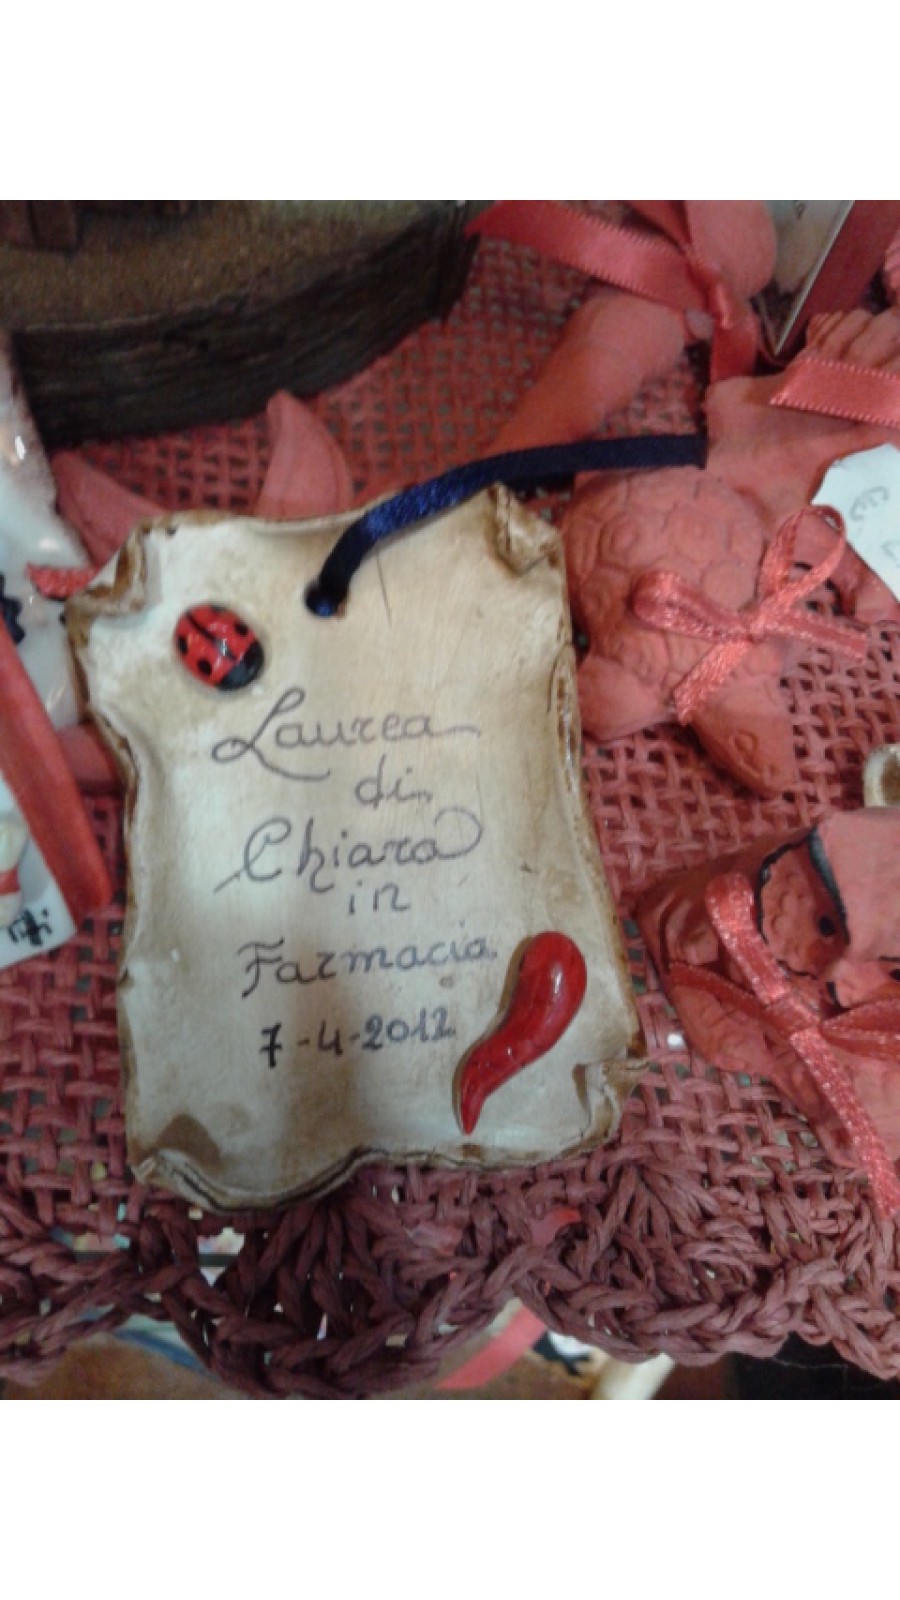 Laurea
di
Chiara
in
Farmacia
7-4-2012